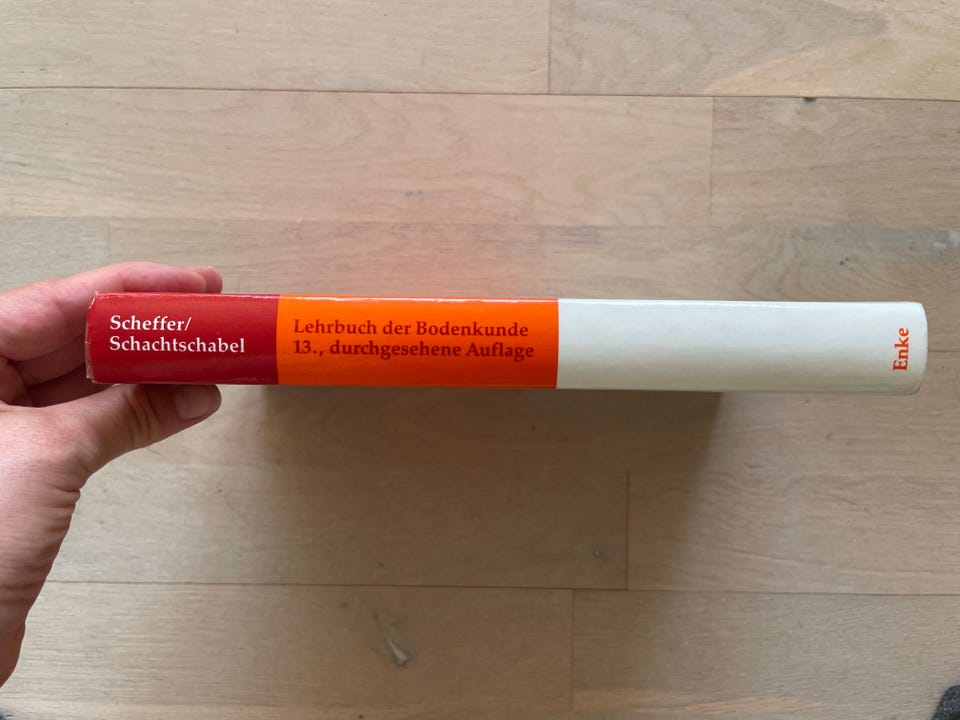 Scheffer/
Schachtschabel
Lehrbuch der Bodenkunde
13., durchgesehene Auflage
Enke